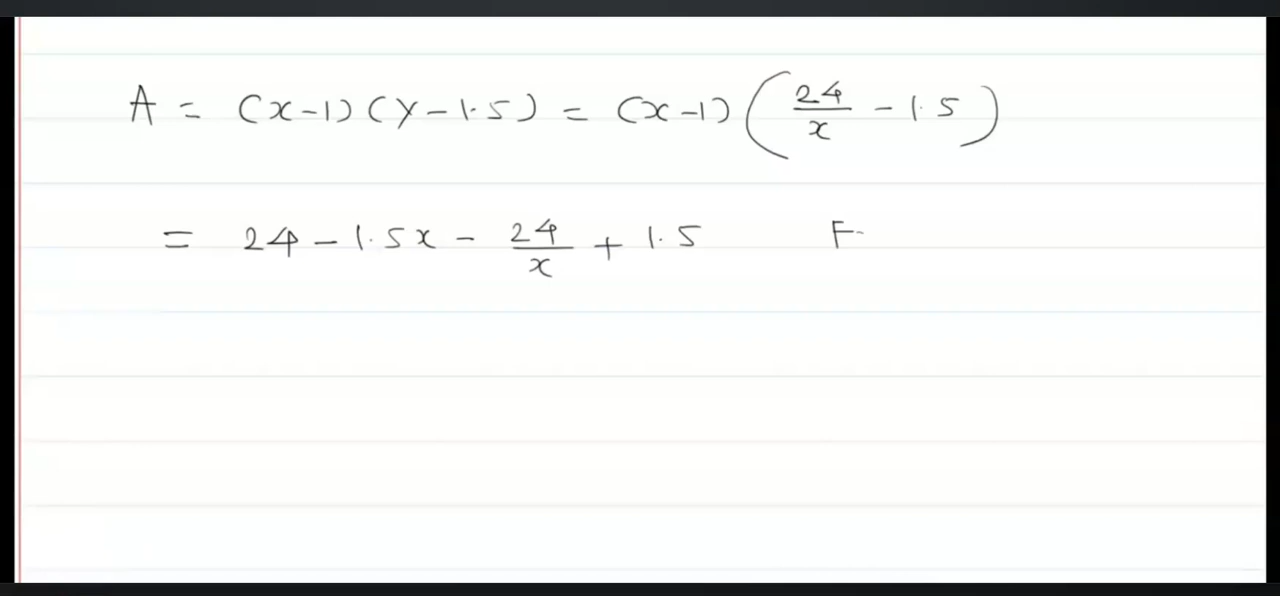 A = (x-1)(y-1.5) = (x-1)(24/x - 1.5)
= 24 - 1.5x - 24/x + 1.5 F